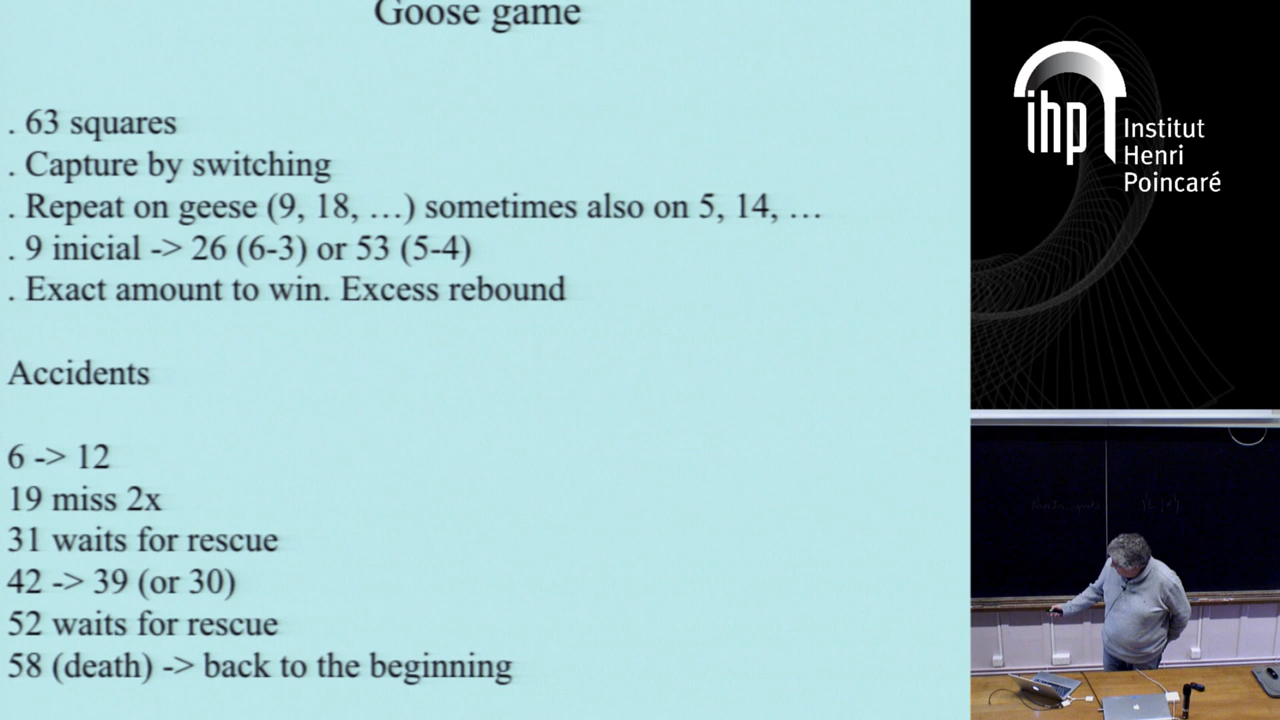 Goose game
. 63 squares
. Capture by switching
. Repeat on geese (9, 18, …) sometimes also on 5, 14, …
. 9 inicial -> 26 (6-3) or 53 (5-4)
. Exact amount to win. Excess rebound
Accidents
6 -> 12
19 miss 2x
31 waits for rescue
42 -> 39 (or 30)
52 waits for rescue
58 (death) -> back to the beginning
ihp Institut
Henri
Poincaré